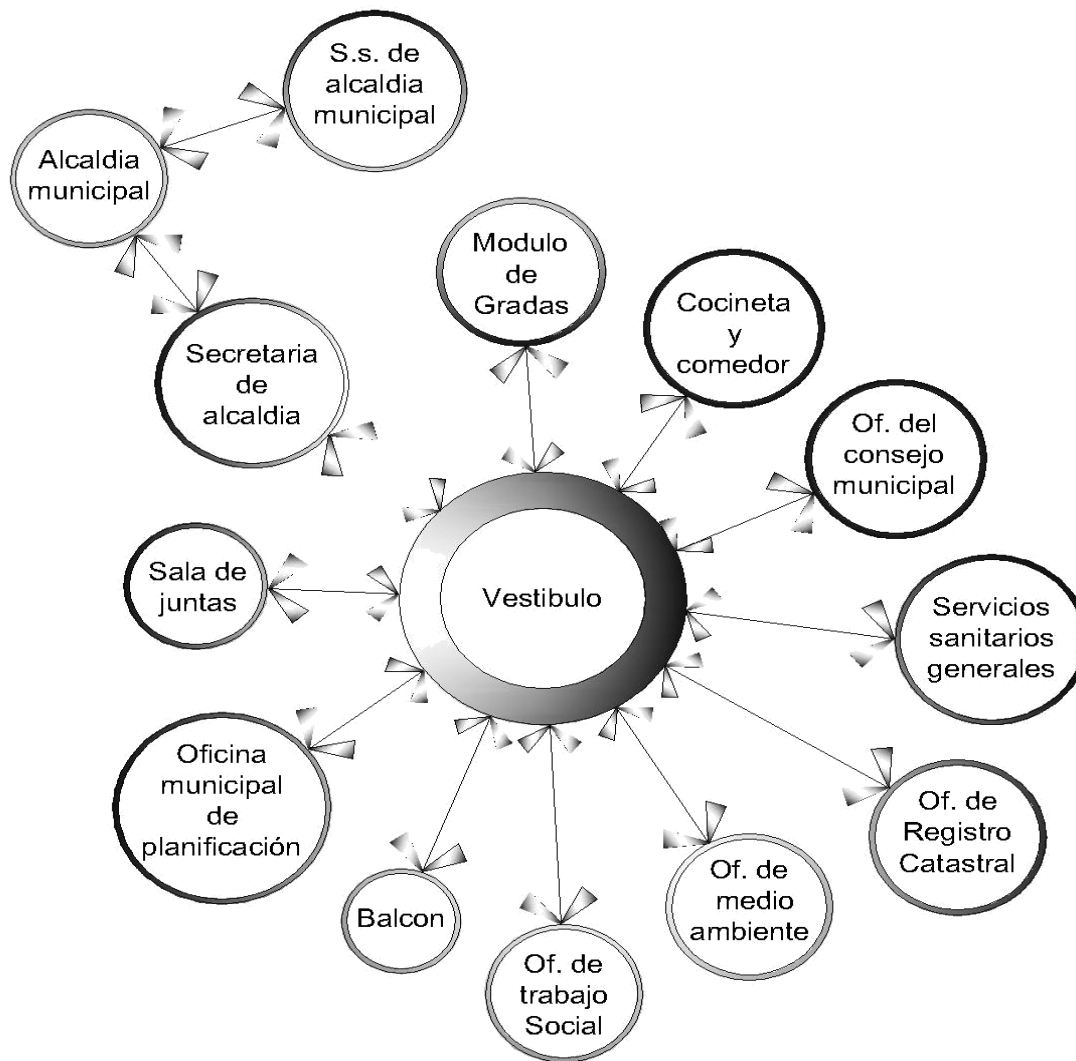 S.s. de
alcaldia
municipal
Alcaldia
municipal
Modulo
de
Gradas
Cocineta
y
comedor
Secretaria
de
alcaldia
Of. del
consejo
municipal
Sala de
juntas
Vestibulo
Servicios
sanitarios
generales
Oficina
municipal
de
planificación
Of. de
Registro
Catastral
Balcon
Of. de
medio
ambiente
Of. de
trabajo
Social